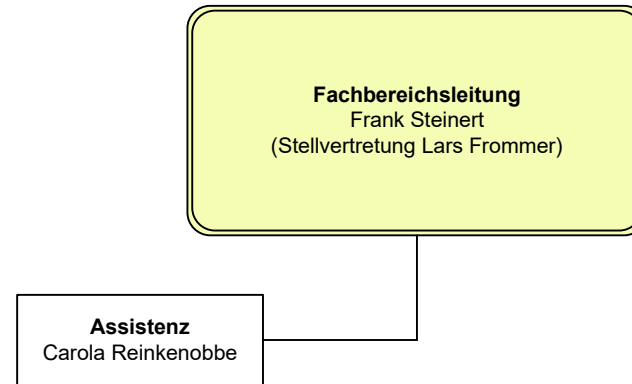 Fachbereichsleitung
Frank Steinert
(Stellvertretung Lars Frommer)
Assistenz
Carola Reinkenobbe